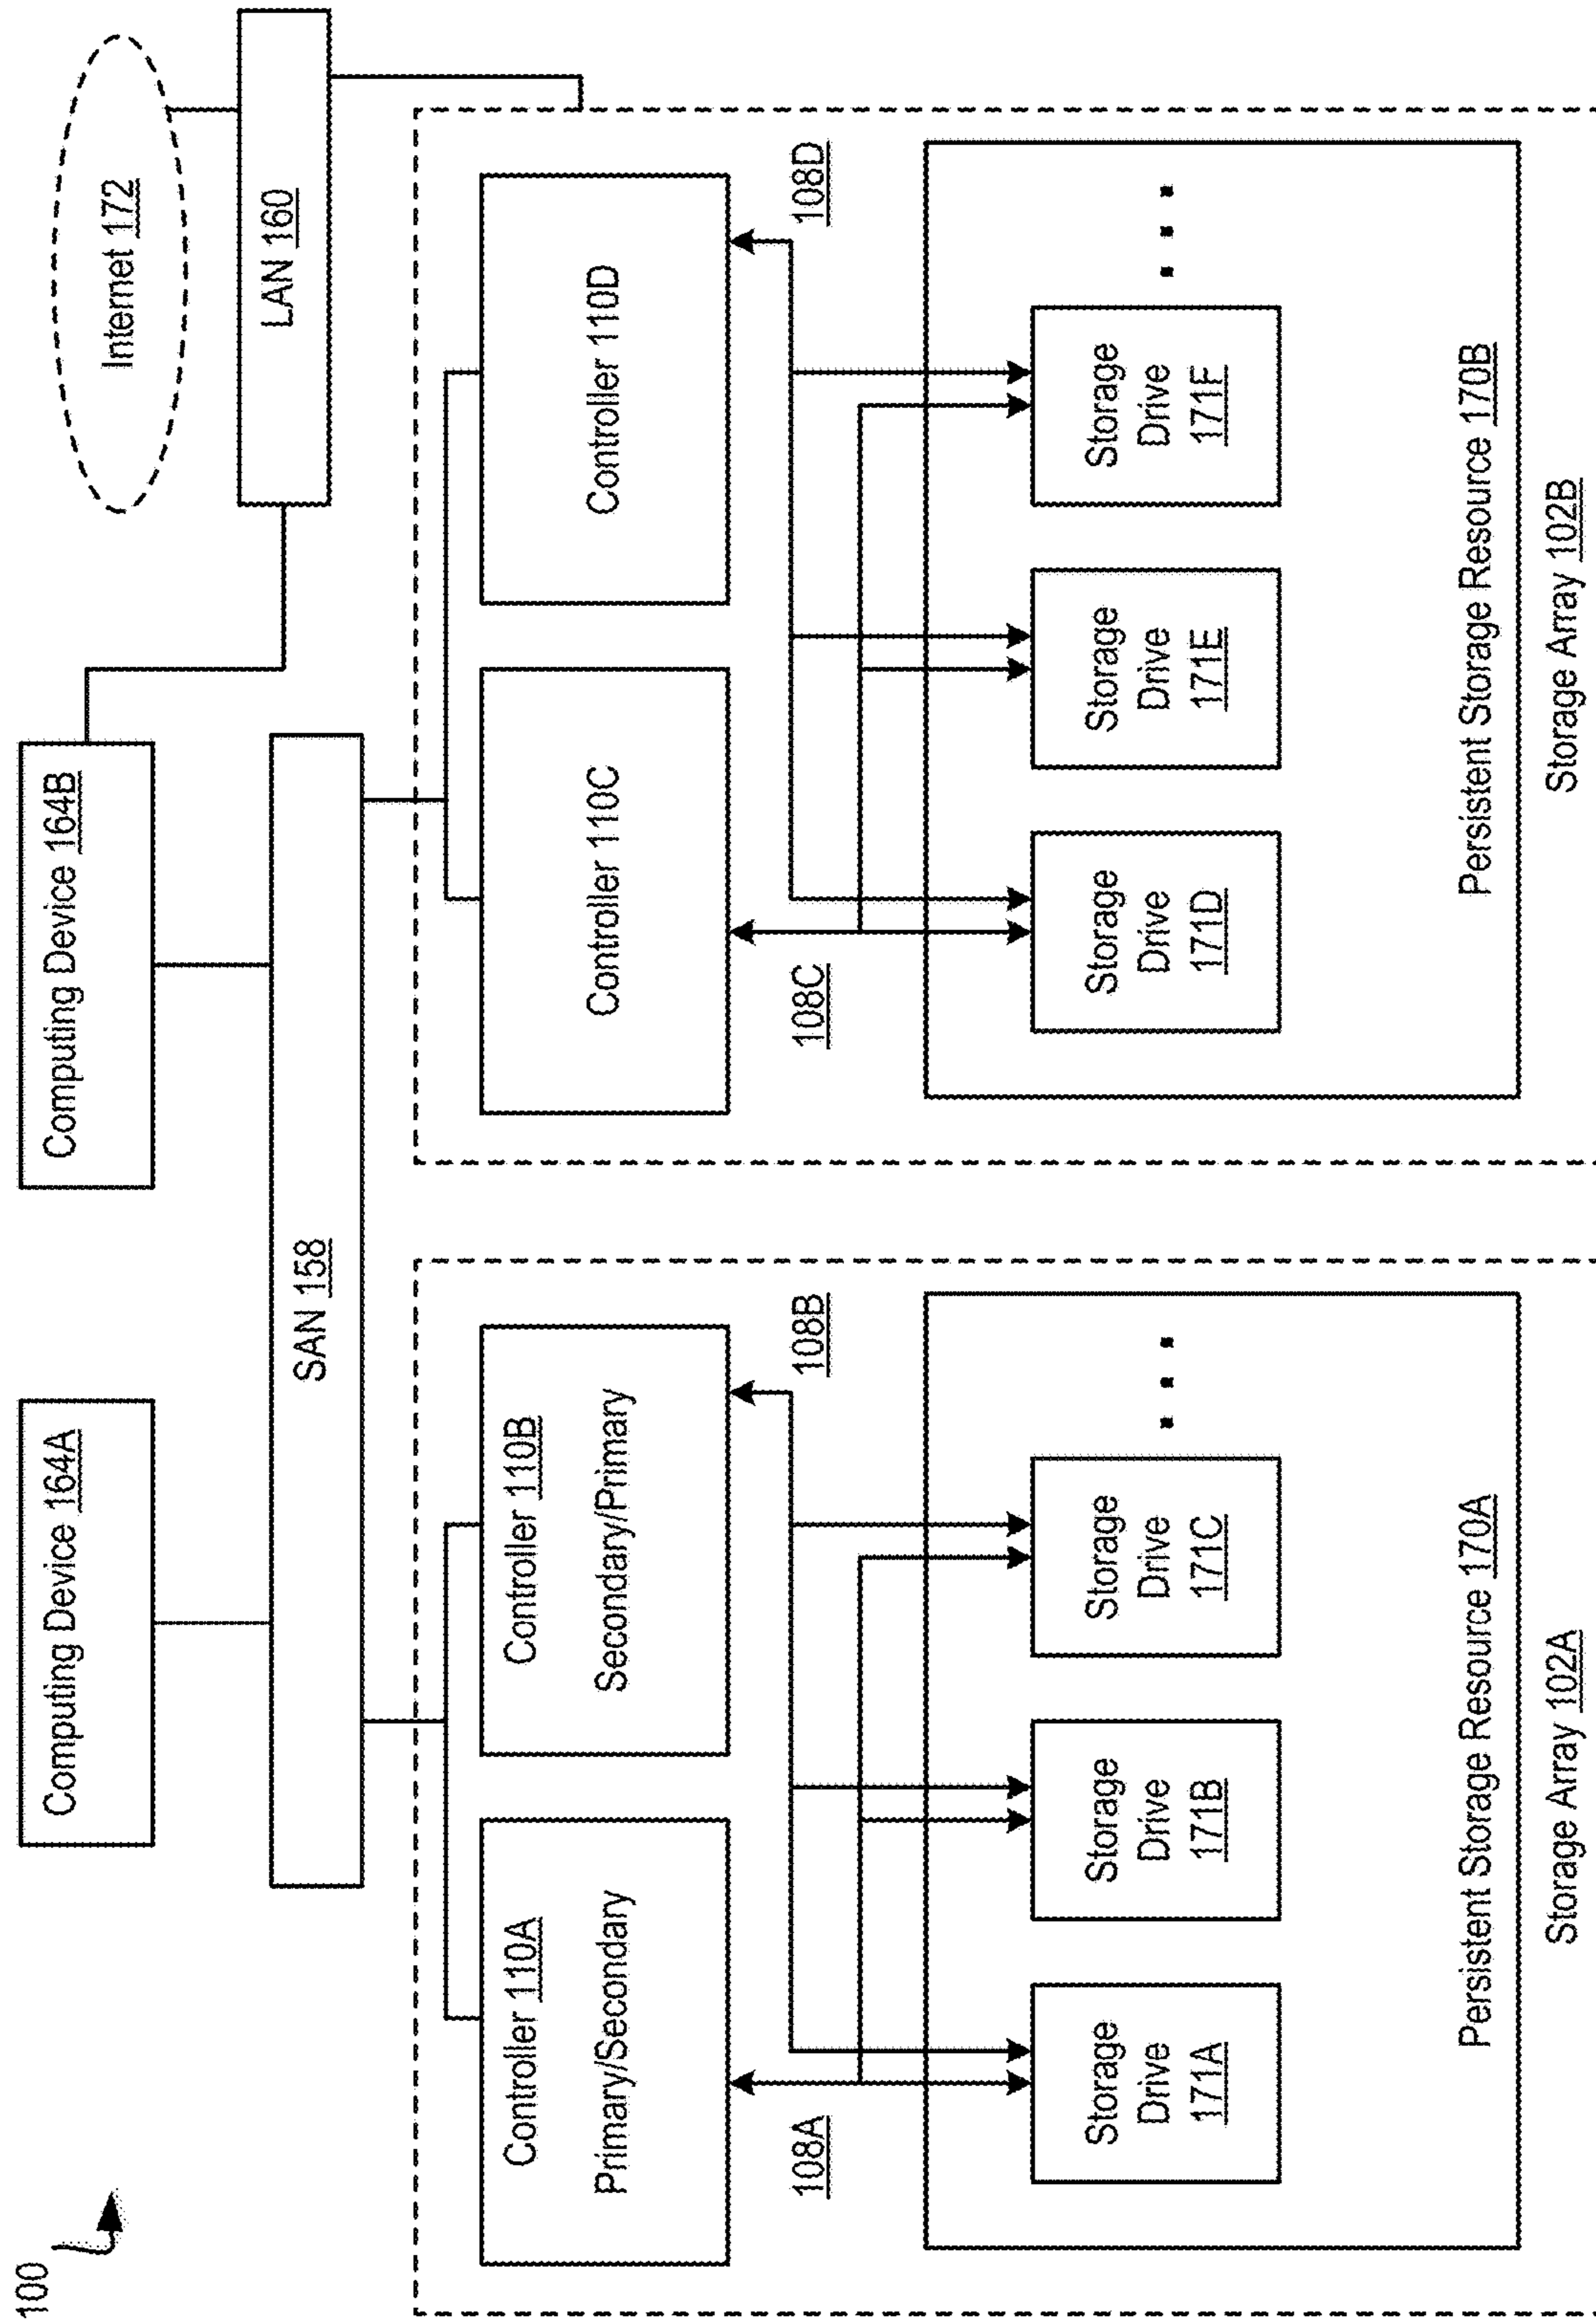 100
Computing Device 164A
Computing Device 164B
Internet 172
SAN 158
LAN 160
Controller 110A
Primary/Secondary
Controller 110B
Secondary/Primary
Controller 110C
Controller 110D
108A
108B
108C
108D
Storage
Drive
171A
Storage
Drive
171B
Storage
Drive
171C
Storage
Drive
171D
Storage
Drive
171E
Storage
Drive
171F
Persistent Storage Resource 170A
Persistent Storage Resource 170B
Storage Array 102A
Storage Array 102B